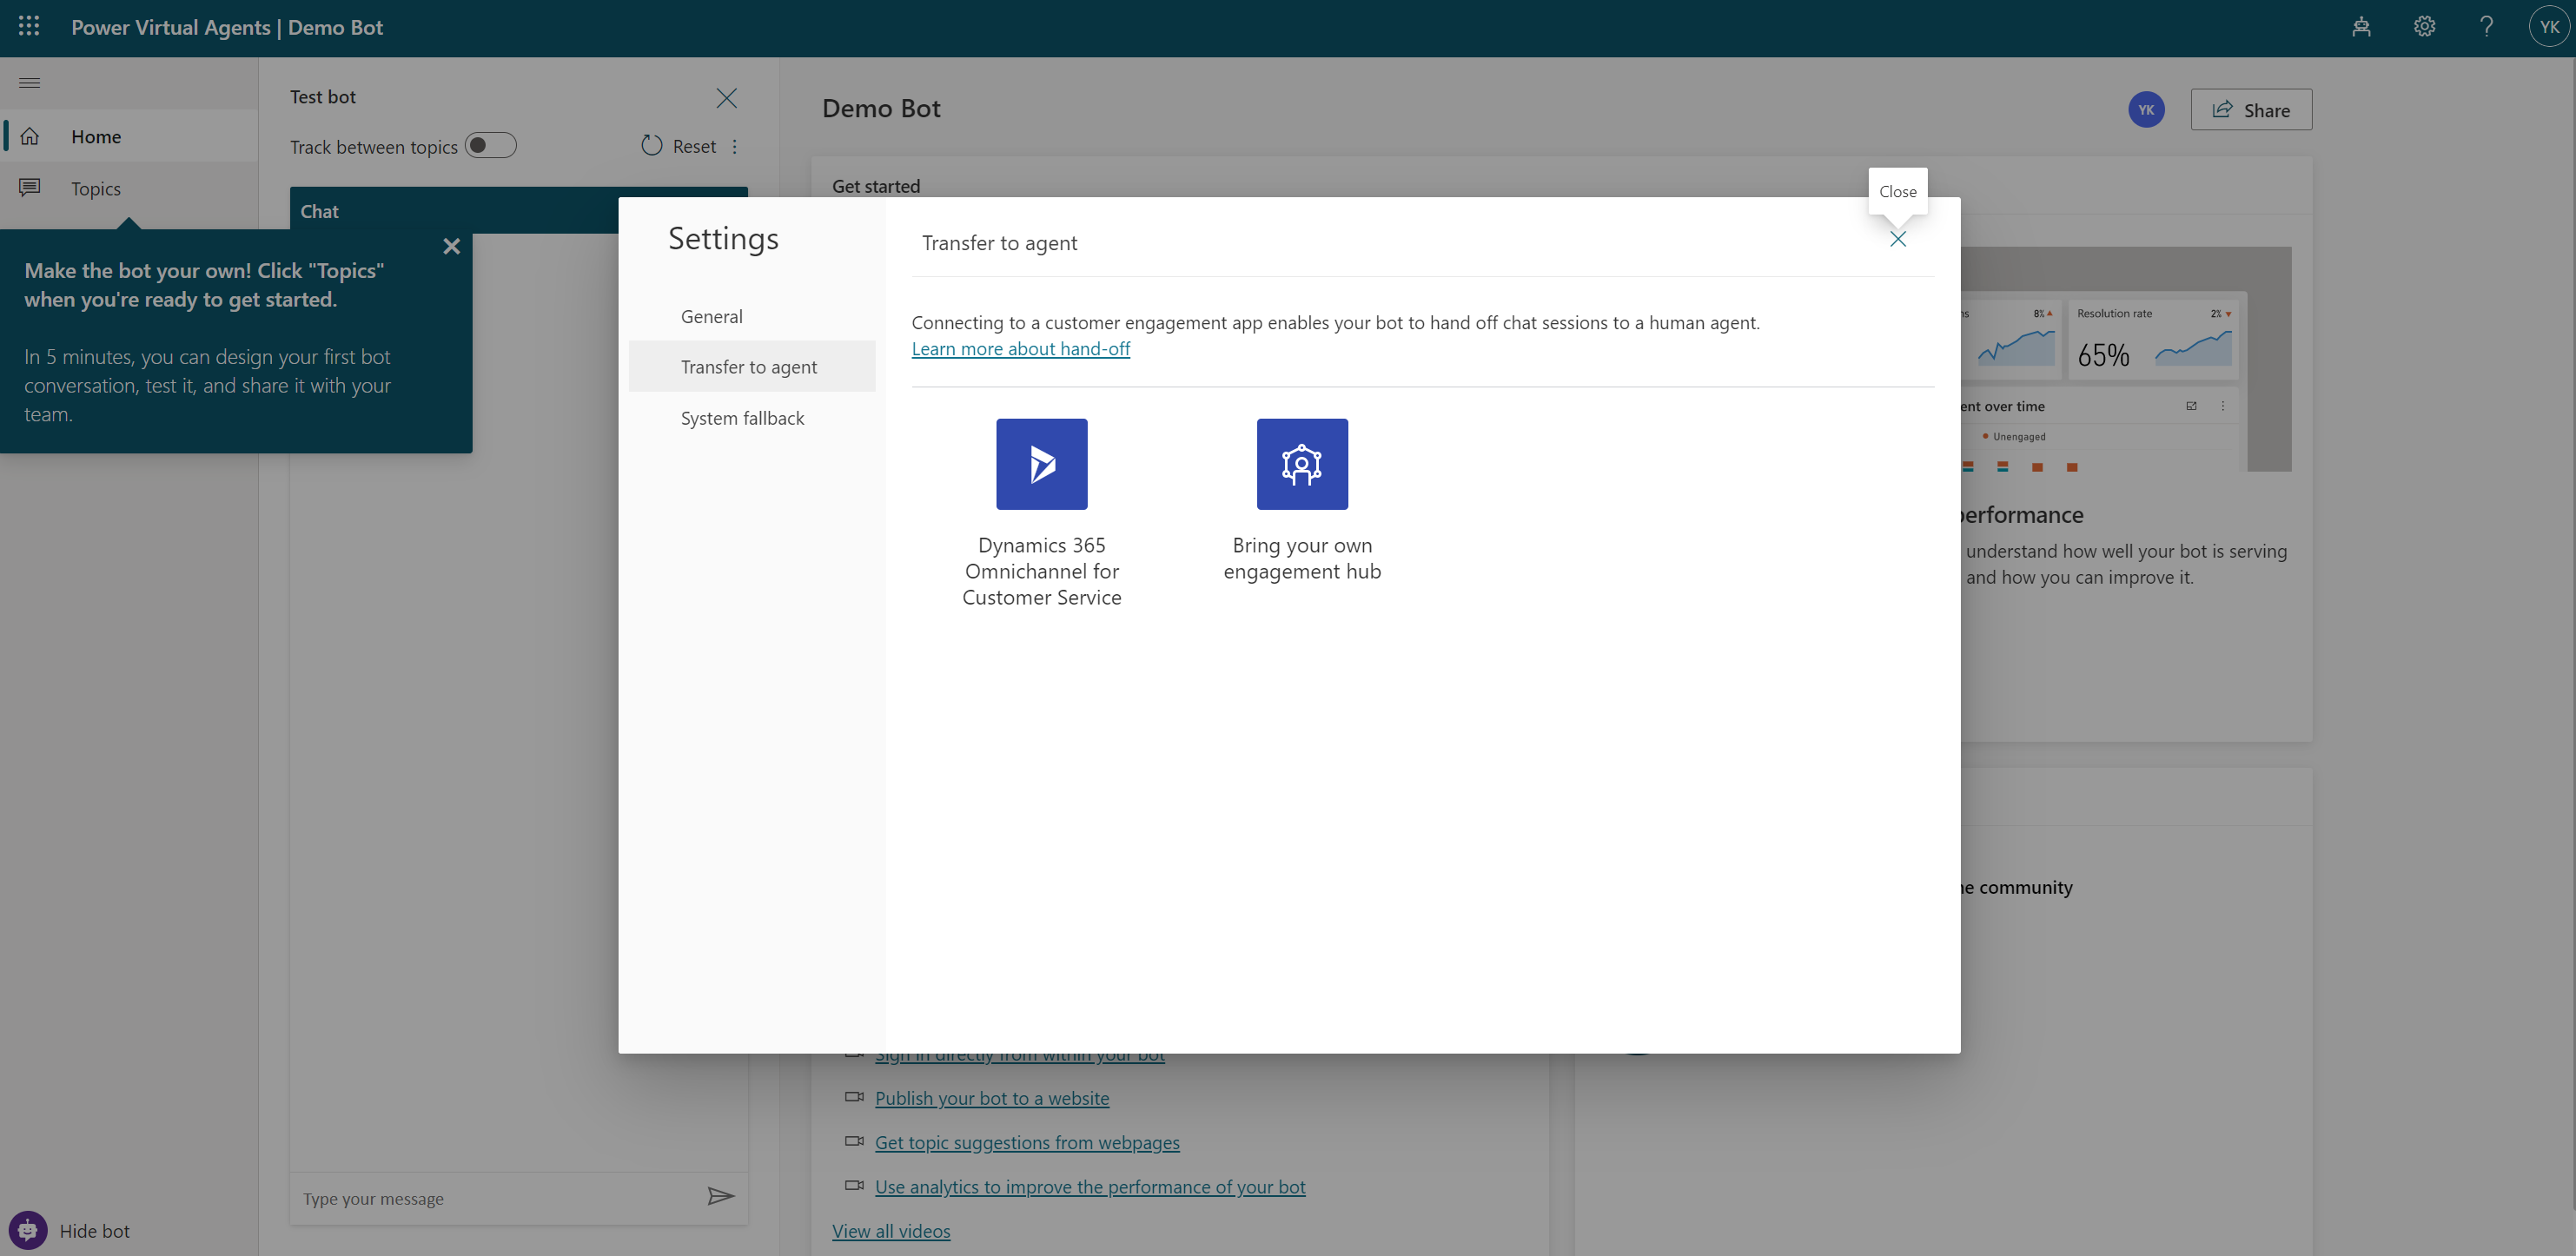 Power Virtual Agents | Demo Bot
YK
Home
Topics
Make the bot your own! Click "Topics"
when you're ready to get started.
In 5 minutes, you can design your first bot
conversation, test it, and share it with your
team.
Hide bot
Test bot
Track between topics
Reset
Chat
Type your message
Demo Bot
YK
Share
Get started
Close
Settings
General
Transfer to agent
System fallback
Transfer to agent
Connecting to a customer engagement app enables your bot to hand off chat sessions to a human agent.
Learn more about hand-off
Dynamics 365
Omnichannel for
Customer Service
Bring your own
engagement hub
8%
Resolution rate
2%
65%
ent over time
Unengaged
performance
understand how well your bot is serving
and how you can improve it.
he community
Sign in directly from within your bot
Publish your bot to a website
Get topic suggestions from webpages
Use analytics to improve the performance of your bot
View all videos